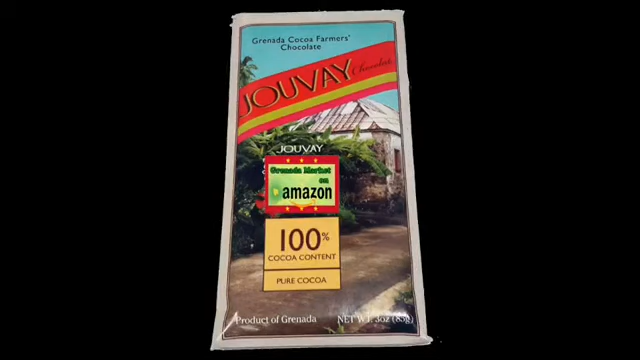 Grenada Cocoa Farmers'
Chocolate
JOUVAY Chocolat
JOUVAY
Grenada Market
on
amazon
100%
COCOA CONTENT
PURE COCOA
Product of Grenada
NET WT. 3oz (85g)